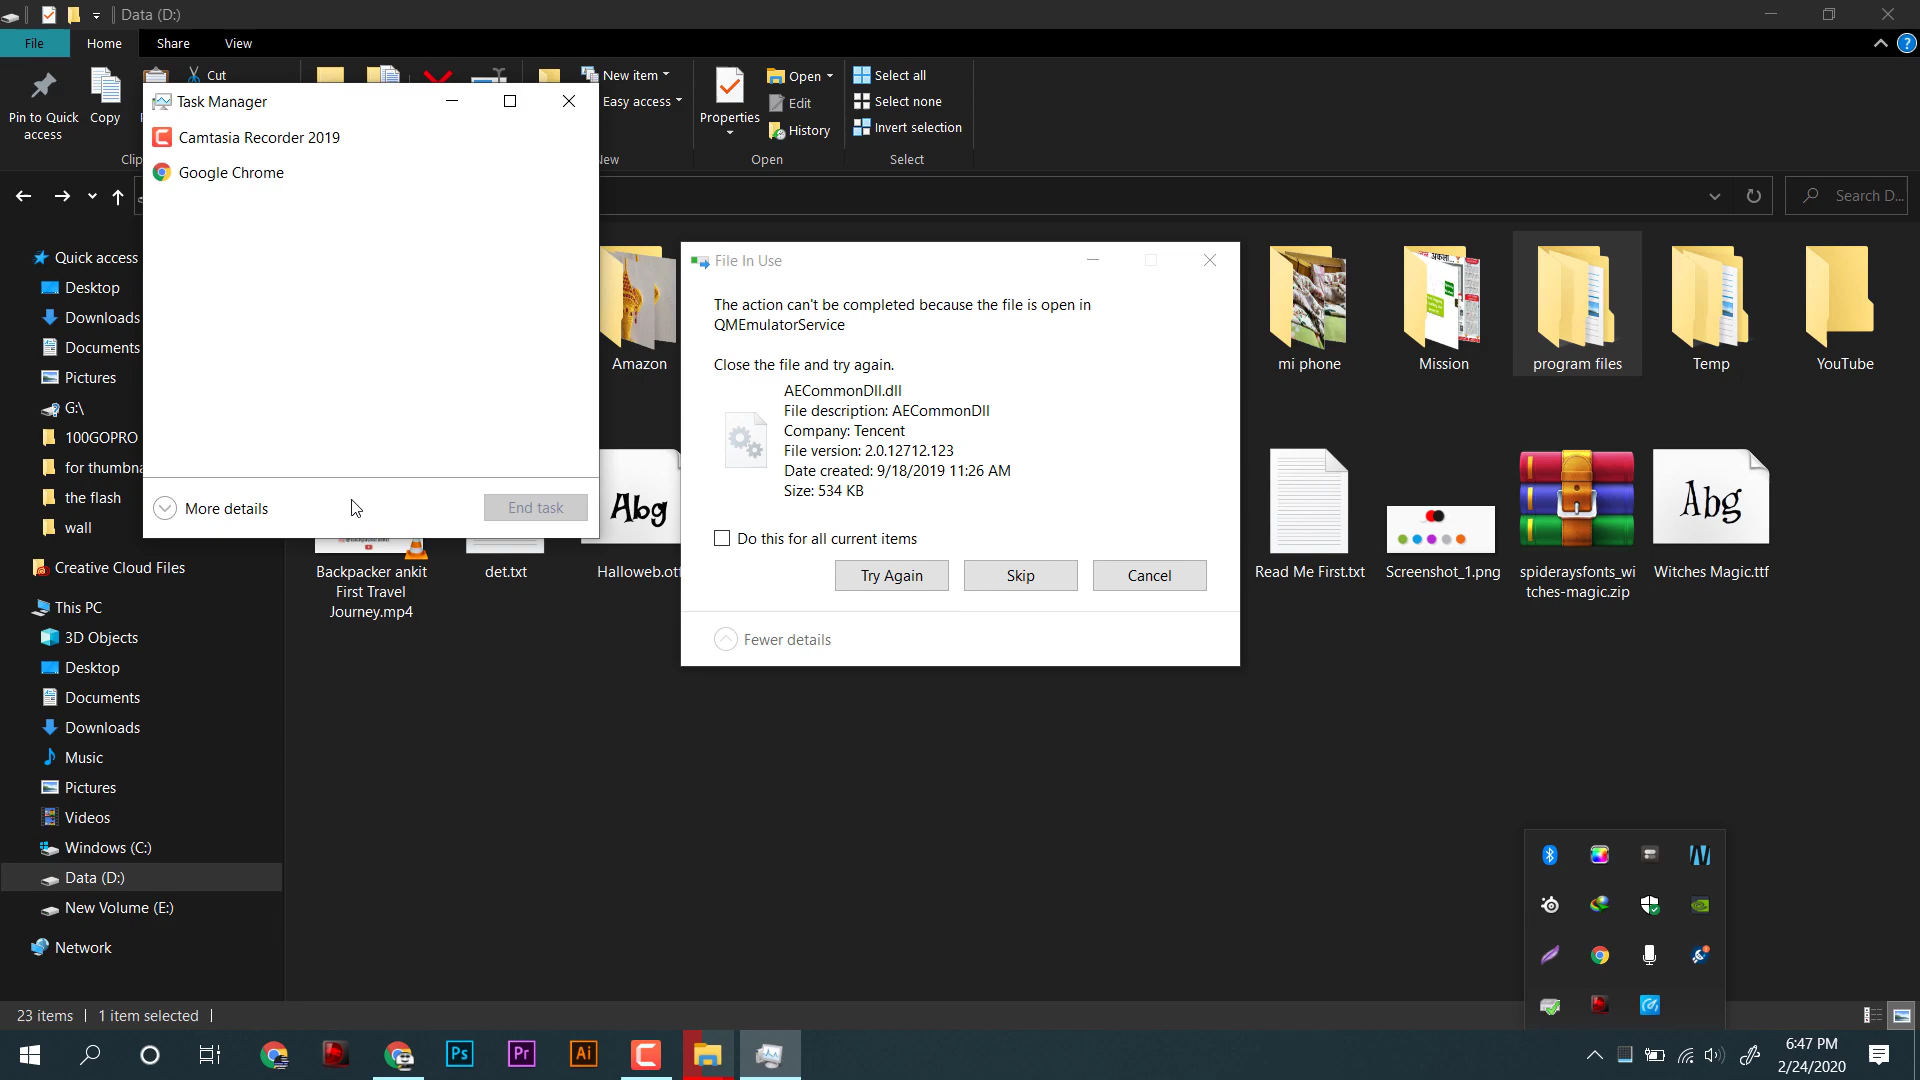 Data (D:)
File
Home
Share
View
Pin to Quick
access
Copy
Cut
New item
Easy access
Properties
Open
Edit
History
Select all
Select none
Invert selection
Clip
New
Open
Select
Search D...
Task Manager
Camtasia Recorder 2019
Google Chrome
More details
End task
Quick access
Desktop
Downloads
Documents
Pictures
G:\
100GOPRO
for thumbna
the flash
wall
Creative Cloud Files
This PC
3D Objects
Desktop
Documents
Downloads
Music
Pictures
Videos
Windows (C:)
Data (D:)
New Volume (E:)
Network
Amazon
mi phone
Mission
program files
Temp
YouTube
File In Use
The action can't be completed because the file is open in
QMEmulatorService
Close the file and try again.
AECommonDll.dll
File description: AECommonDll
Company: Tencent
File version: 2.0.12712.123
Date created: 9/18/2019 11:26 AM
Size: 534 KB
Do this for all current items
Try Again
Skip
Cancel
Fewer details
Abg
Abg
Backpacker ankit
First Travel
Journey.mp4
det.txt
Halloweb.otf
Read Me First.txt
Screenshot_1.png
spideraysfonts_wi
tches-magic.zip
Witches Magic.ttf
23 items
1 item selected
Ps
Pr
Ai
6:47 PM
2/24/2020